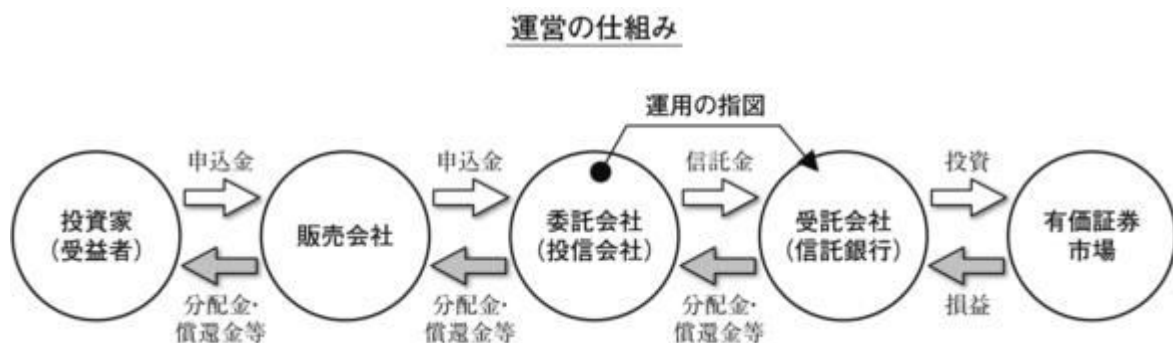 運営の仕組み
運用の指図
申込金
申込金
信託金
投資
投資家
(受益者)
販売会社
委託会社
(投信会社)
受託会社
(信託銀行)
有価証券
市場
分配金・
償還金等
分配金・
償還金等
分配金・
償還金等
損益